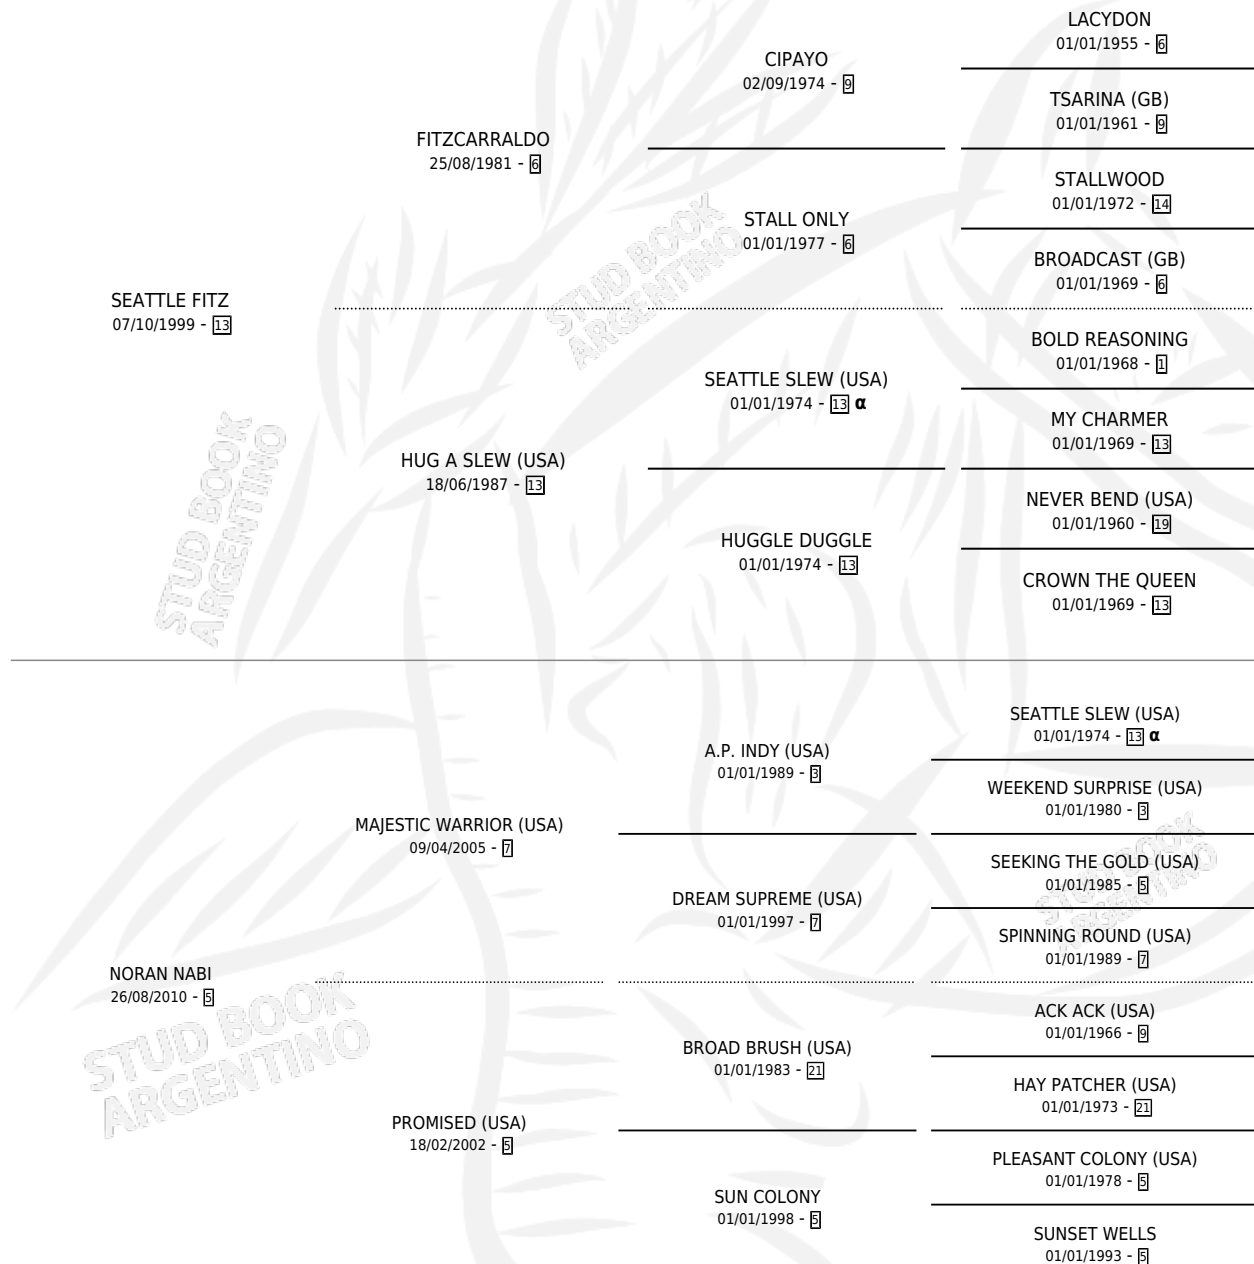 LACYDON
01/01/1955 - 6
CIPAYO
02/09/1974 - 9
TSARINA (GB)
01/01/1961 - 9
FITZCARRALDO
25/08/1981 - 6
STALLWOOD
01/01/1972 - 14
STALL ONLY
01/01/1977 - 6
BROADCAST (GB)
01/01/1969 - 6
SEATTLE FITZ
07/10/1999 - 13
BOLD REASONING
01/01/1968 - 1
SEATTLE SLEW (USA)
01/01/1974 - 13 α
MY CHARMER
01/01/1969 - 13
HUG A SLEW (USA)
18/06/1987 - 13
NEVER BEND (USA)
01/01/1960 - 19
HUGGLE DUGGLE
01/01/1974 - 13
CROWN THE QUEEN
01/01/1969 - 13
STUD BOOK
ARGENTINO
STUD BOOK
ARGENTINO
SEATTLE SLEW (USA)
01/01/1974 - 13 α
A.P. INDY (USA)
01/01/1989 - 3
WEEKEND SURPRISE (USA)
01/01/1980 - 3
MAJESTIC WARRIOR (USA)
09/04/2005 - 7
SEEKING THE GOLD (USA)
01/01/1985 - 5
DREAM SUPREME (USA)
01/01/1997 - 7
SPINNING ROUND (USA)
01/01/1989 - 7
NORAN NABI
26/08/2010 - 5
ACK ACK (USA)
01/01/1966 - 9
BROAD BRUSH (USA)
01/01/1983 - 21
HAY PATCHER (USA)
01/01/1973 - 21
PROMISED (USA)
18/02/2002 - 5
PLEASANT COLONY (USA)
01/01/1978 - 5
SUN COLONY
01/01/1998 - 5
SUNSET WELLS
01/01/1993 - 5
STUD BOOK
ARGENTINO
STUD BOOK
ARGENTINO